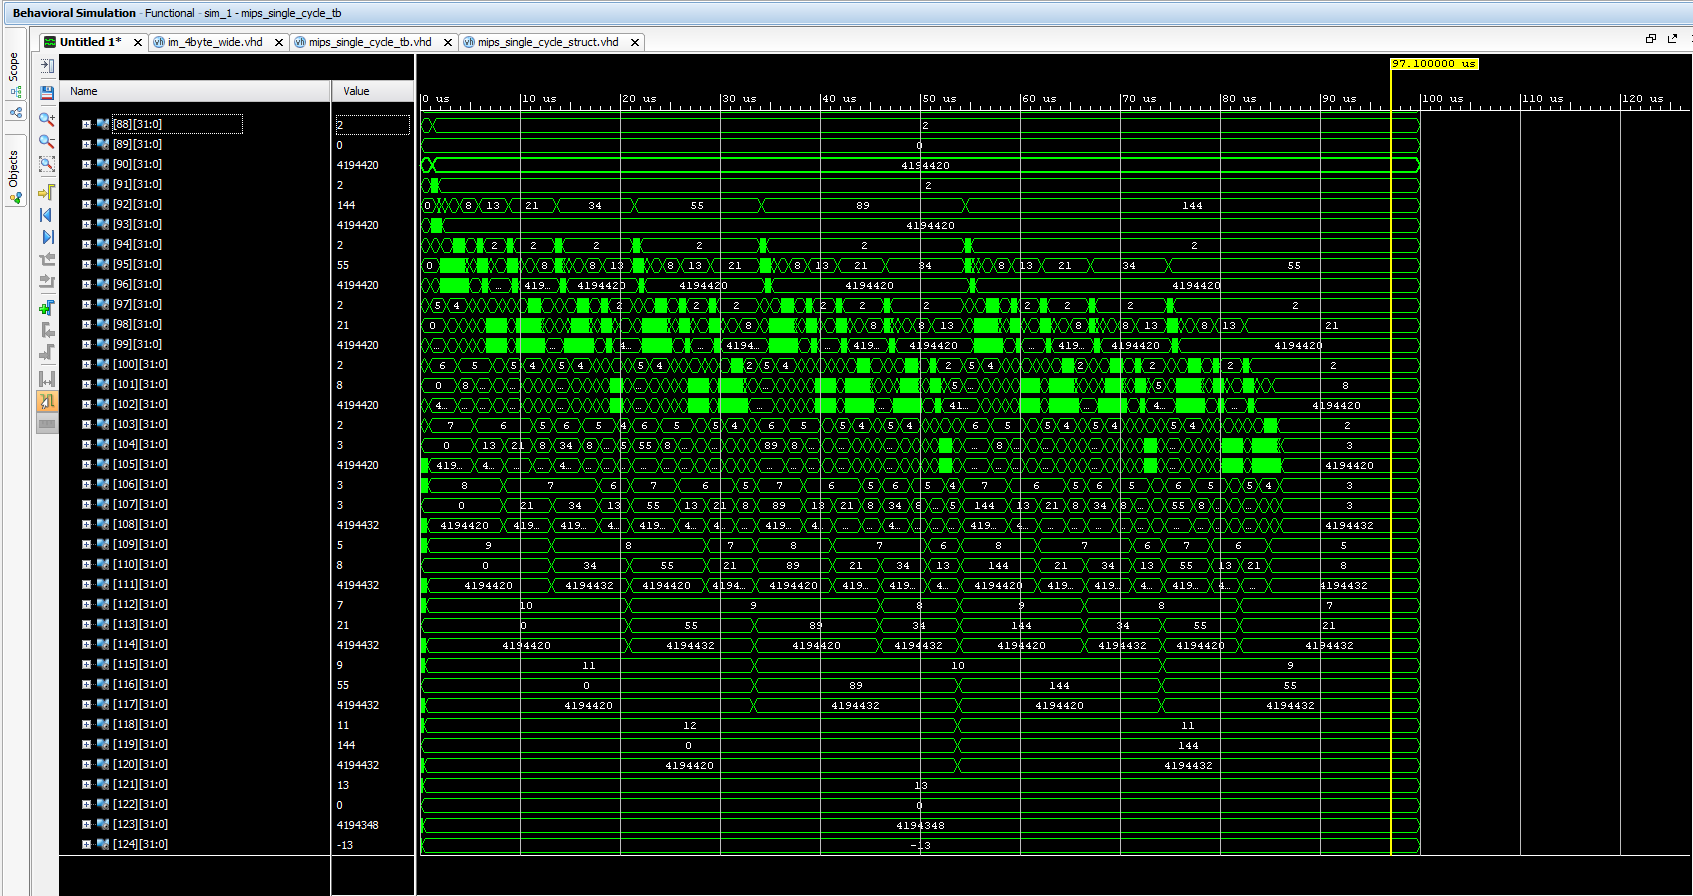 Behavioral Simulation - Functional - sim_1 - mips_single_cycle_tb
Untitled 1* im_4byte_wide.vhd mips_single_cycle_tb.vhd mips_single_cycle_struct.vhd
Scope
Objects
97.100000 us
Name Value 0 us 10 us 20 us 30 us 40 us 50 us 60 us 70 us 80 us 90 us 100 us 110 us 120 us
[88][31:0] 2 2
[89][31:0] 0 0
[90][31:0] 4194420 4194420
[91][31:0] 2 2
[92][31:0] 144 0 8 13 21 34 55 89 144
[93][31:0] 4194420 4194420
[94][31:0] 2 2 2 2 2 2 2
[95][31:0] 55 0 8 8 13 8 13 21 8 13 21 34 8 13 21 34 55
[96][31:0] 4194420 ... 419... 4194420 4194420 4194420 4194420
[97][31:0] 2 5 4 2 2 2 2 2 2 2 2
[98][31:0] 21 0 8 8 8 13 8 8 13 8 13 21
[99][31:0] 4194420 ... ... 4... ... 4194... ... 419... 4194420 ... 419... 4194420 4194420
[100][31:0] 2 6 5 5 4 5 4 5 4 2 5 4 2 5 4 2 2 5 4 2
[101][31:0] 8 0 8 ... ... 5 5 8
[102][31:0] 4194420 4... ... 41... 4... ... 4194420
[103][31:0] 2 7 6 5 6 5 4 6 5 5 4 6 5 5 4 5 4 6 5 5 4 5 4 2
[104][31:0] 3 0 13 21 8 34 8 5 55 8 89 8 8 3
[105][31:0] 4194420 419... 4... 4... 4194420
[106][31:0] 3 8 7 6 7 6 5 7 6 5 6 5 4 7 6 5 6 5 6 5 5 4 3
[107][31:0] 3 0 21 34 13 55 13 21 8 89 13 21 8 34 8 ... 5 144 13 21 8 34 8 ... 55 8 ... 3
[108][31:0] 4194432 4194420 419... 419... 4... 419... 4... 419... 4... 4... 419... 4... 419... 4194432
[109][31:0] 5 9 8 7 8 7 6 8 7 6 7 6 5
[110][31:0] 8 0 34 55 21 89 21 34 13 144 21 34 13 55 13 21 8
[111][31:0] 4194432 4194420 4194432 4194420 4194... 4194420 419... 419... 4... 4194420 419... 419... 4... 419... 4... ... 4194432
[112][31:0] 7 10 9 8 9 8 7
[113][31:0] 21 0 55 89 34 144 34 55 21
[114][31:0] 4194432 4194420 4194432 4194420 4194432 4194420 4194432 4194420 4194432
[115][31:0] 9 11 10 9
[116][31:0] 55 0 89 144 55
[117][31:0] 4194432 4194420 4194432 4194420 4194432
[118][31:0] 11 12 11
[119][31:0] 144 0 144
[120][31:0] 4194432 4194420 4194432
[121][31:0] 13 13
[122][31:0] 0 0
[123][31:0] 4194348 4194348
[124][31:0] -13 -13